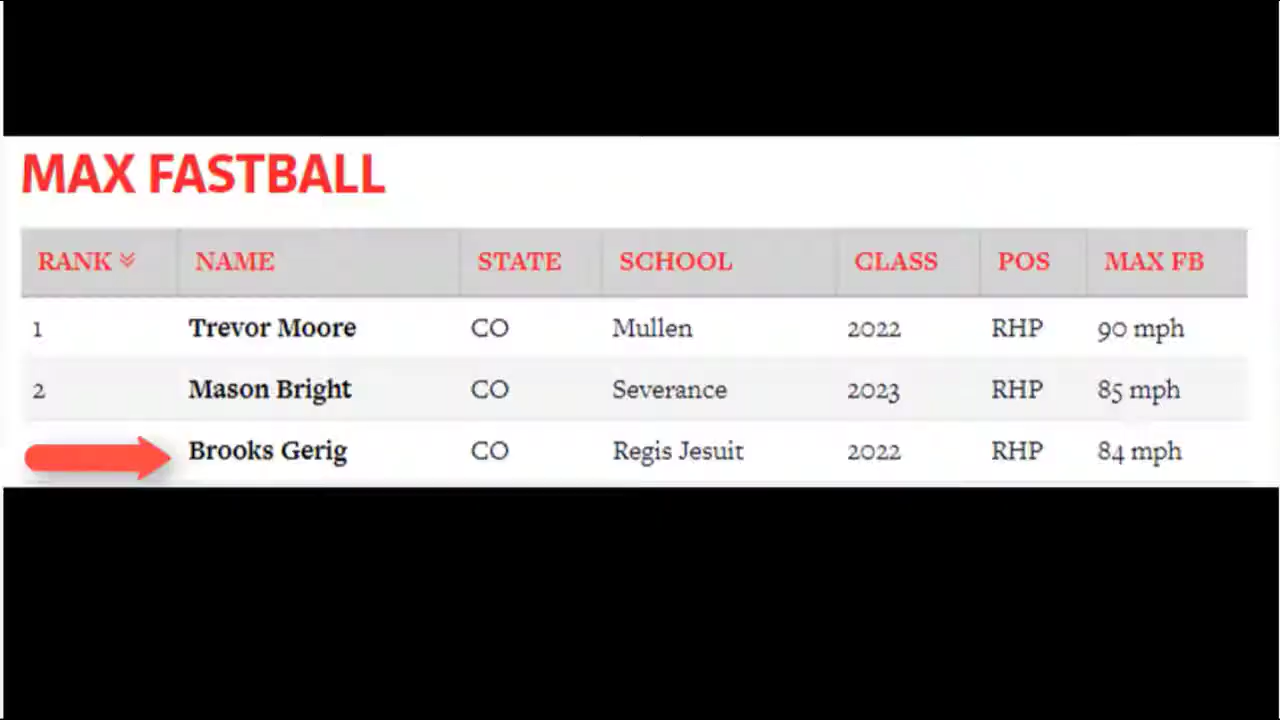 MAX FASTBALL
RANK NAME STATE SCHOOL CLASS POS MAX FB
1 Trevor Moore CO Mullen 2022 RHP 90 mph
2 Mason Bright CO Severance 2023 RHP 85 mph
Brooks Gerig CO Regis Jesuit 2022 RHP 84 mph